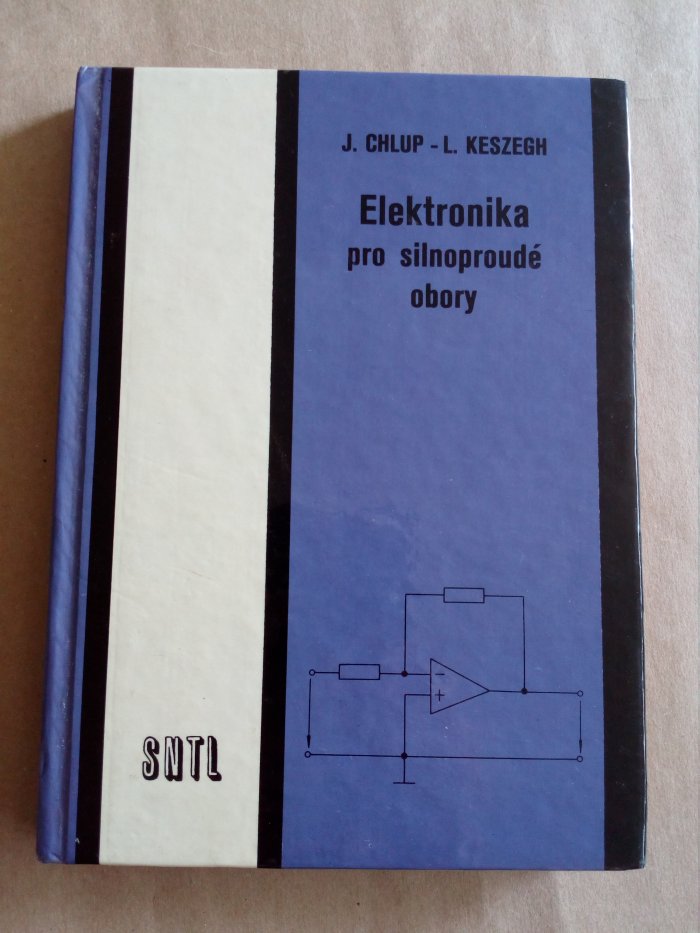 J. CHLUP - L. KESZEGH
Elektronika
pro silnoproudé
obory
-
+
SNTL